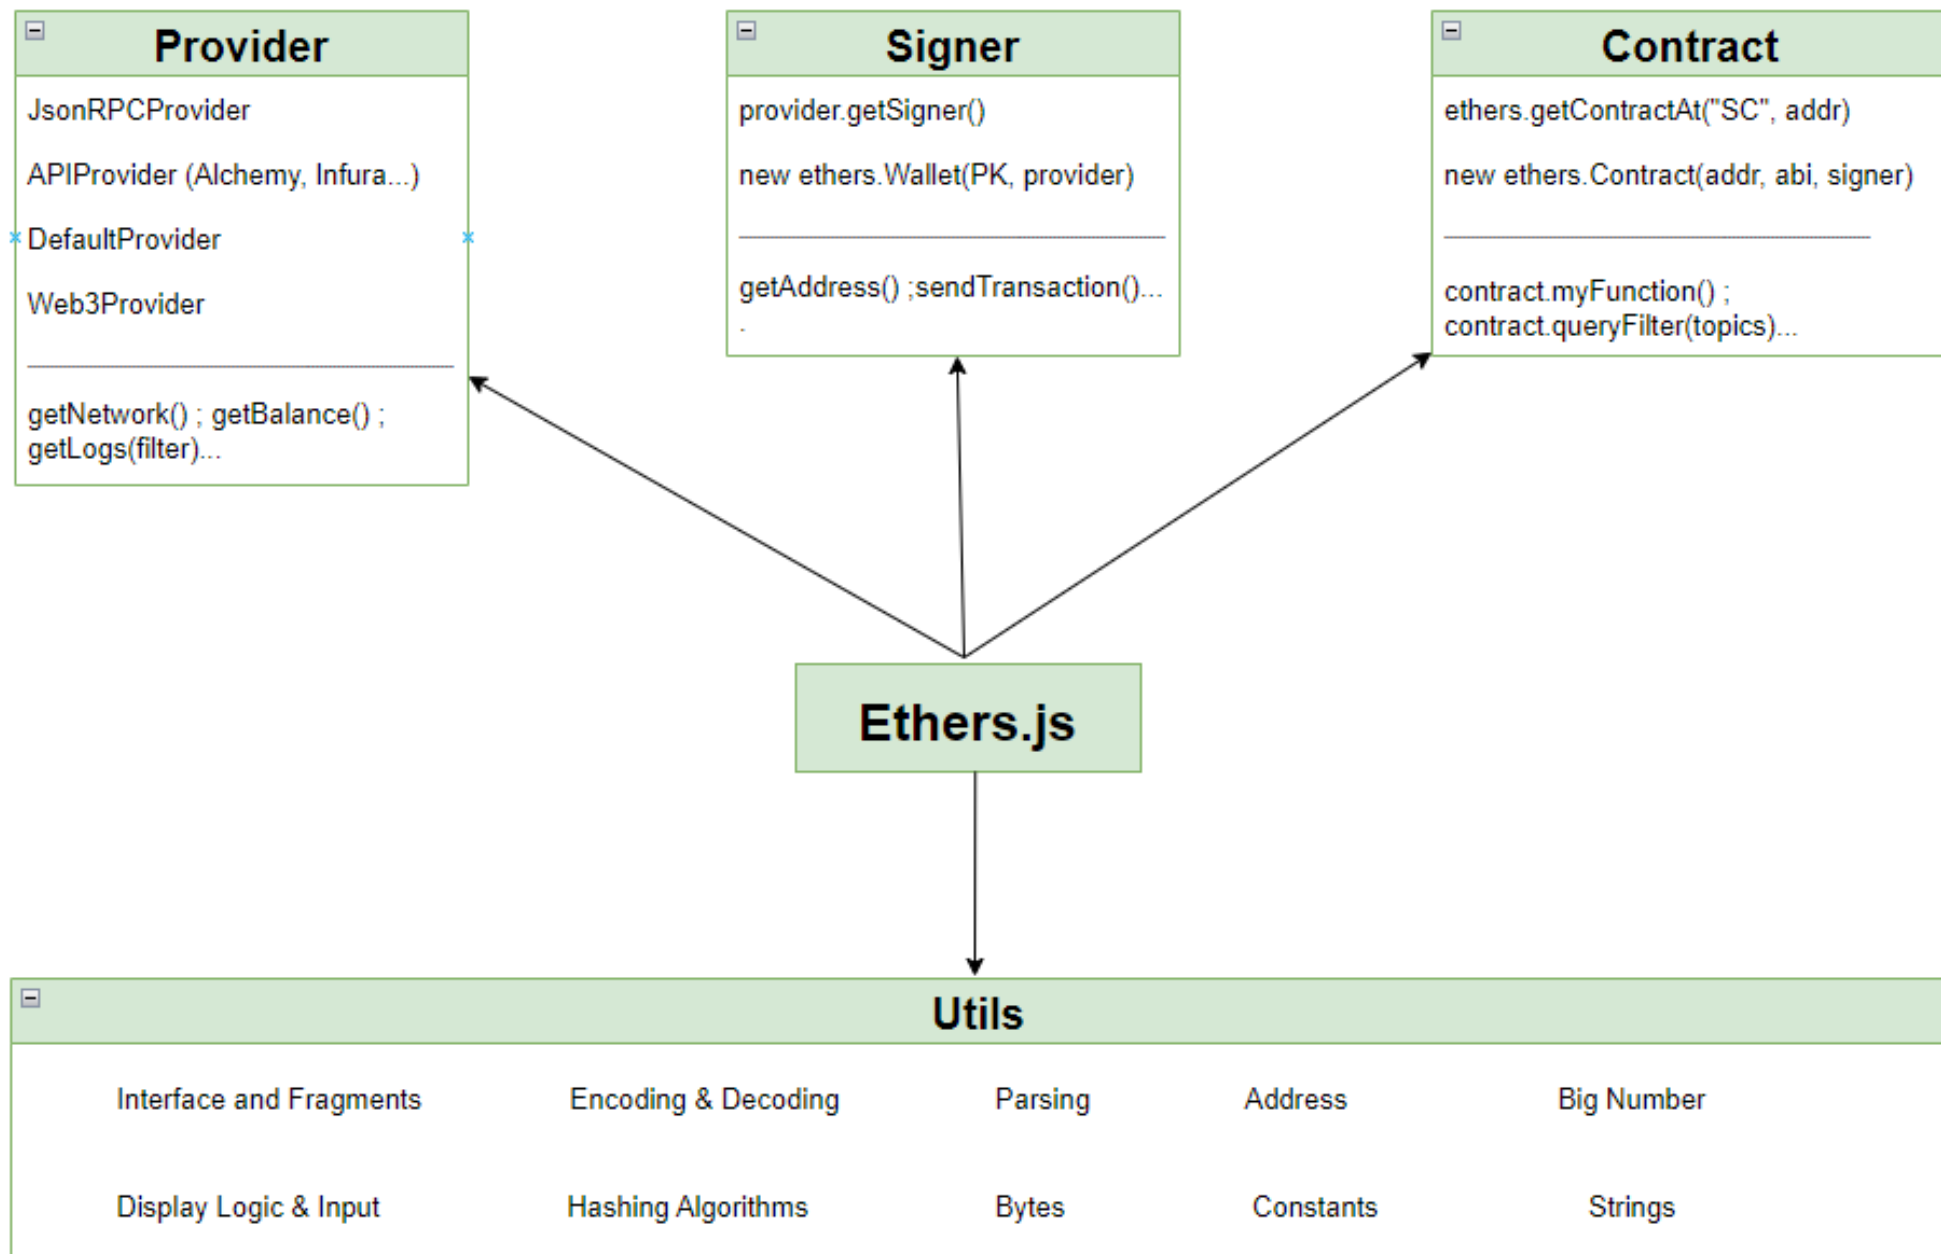 Provider
JsonRPCProvider
APIProvider (Alchemy, Infura...)
DefaultProvider
Web3Provider
getNetwork() ; getBalance() ;
getLogs(filter)...
Signer
provider.getSigner()
new ethers.Wallet(PK, provider)
getAddress() ;sendTransaction()...
.
Contract
ethers.getContractAt("SC", addr)
new ethers.Contract(addr, abi, signer)
contract.myFunction() ;
contract.queryFilter(topics)...
Ethers.js
Utils
Interface and Fragments
Encoding & Decoding
Parsing
Address
Big Number
Display Logic & Input
Hashing Algorithms
Bytes
Constants
Strings